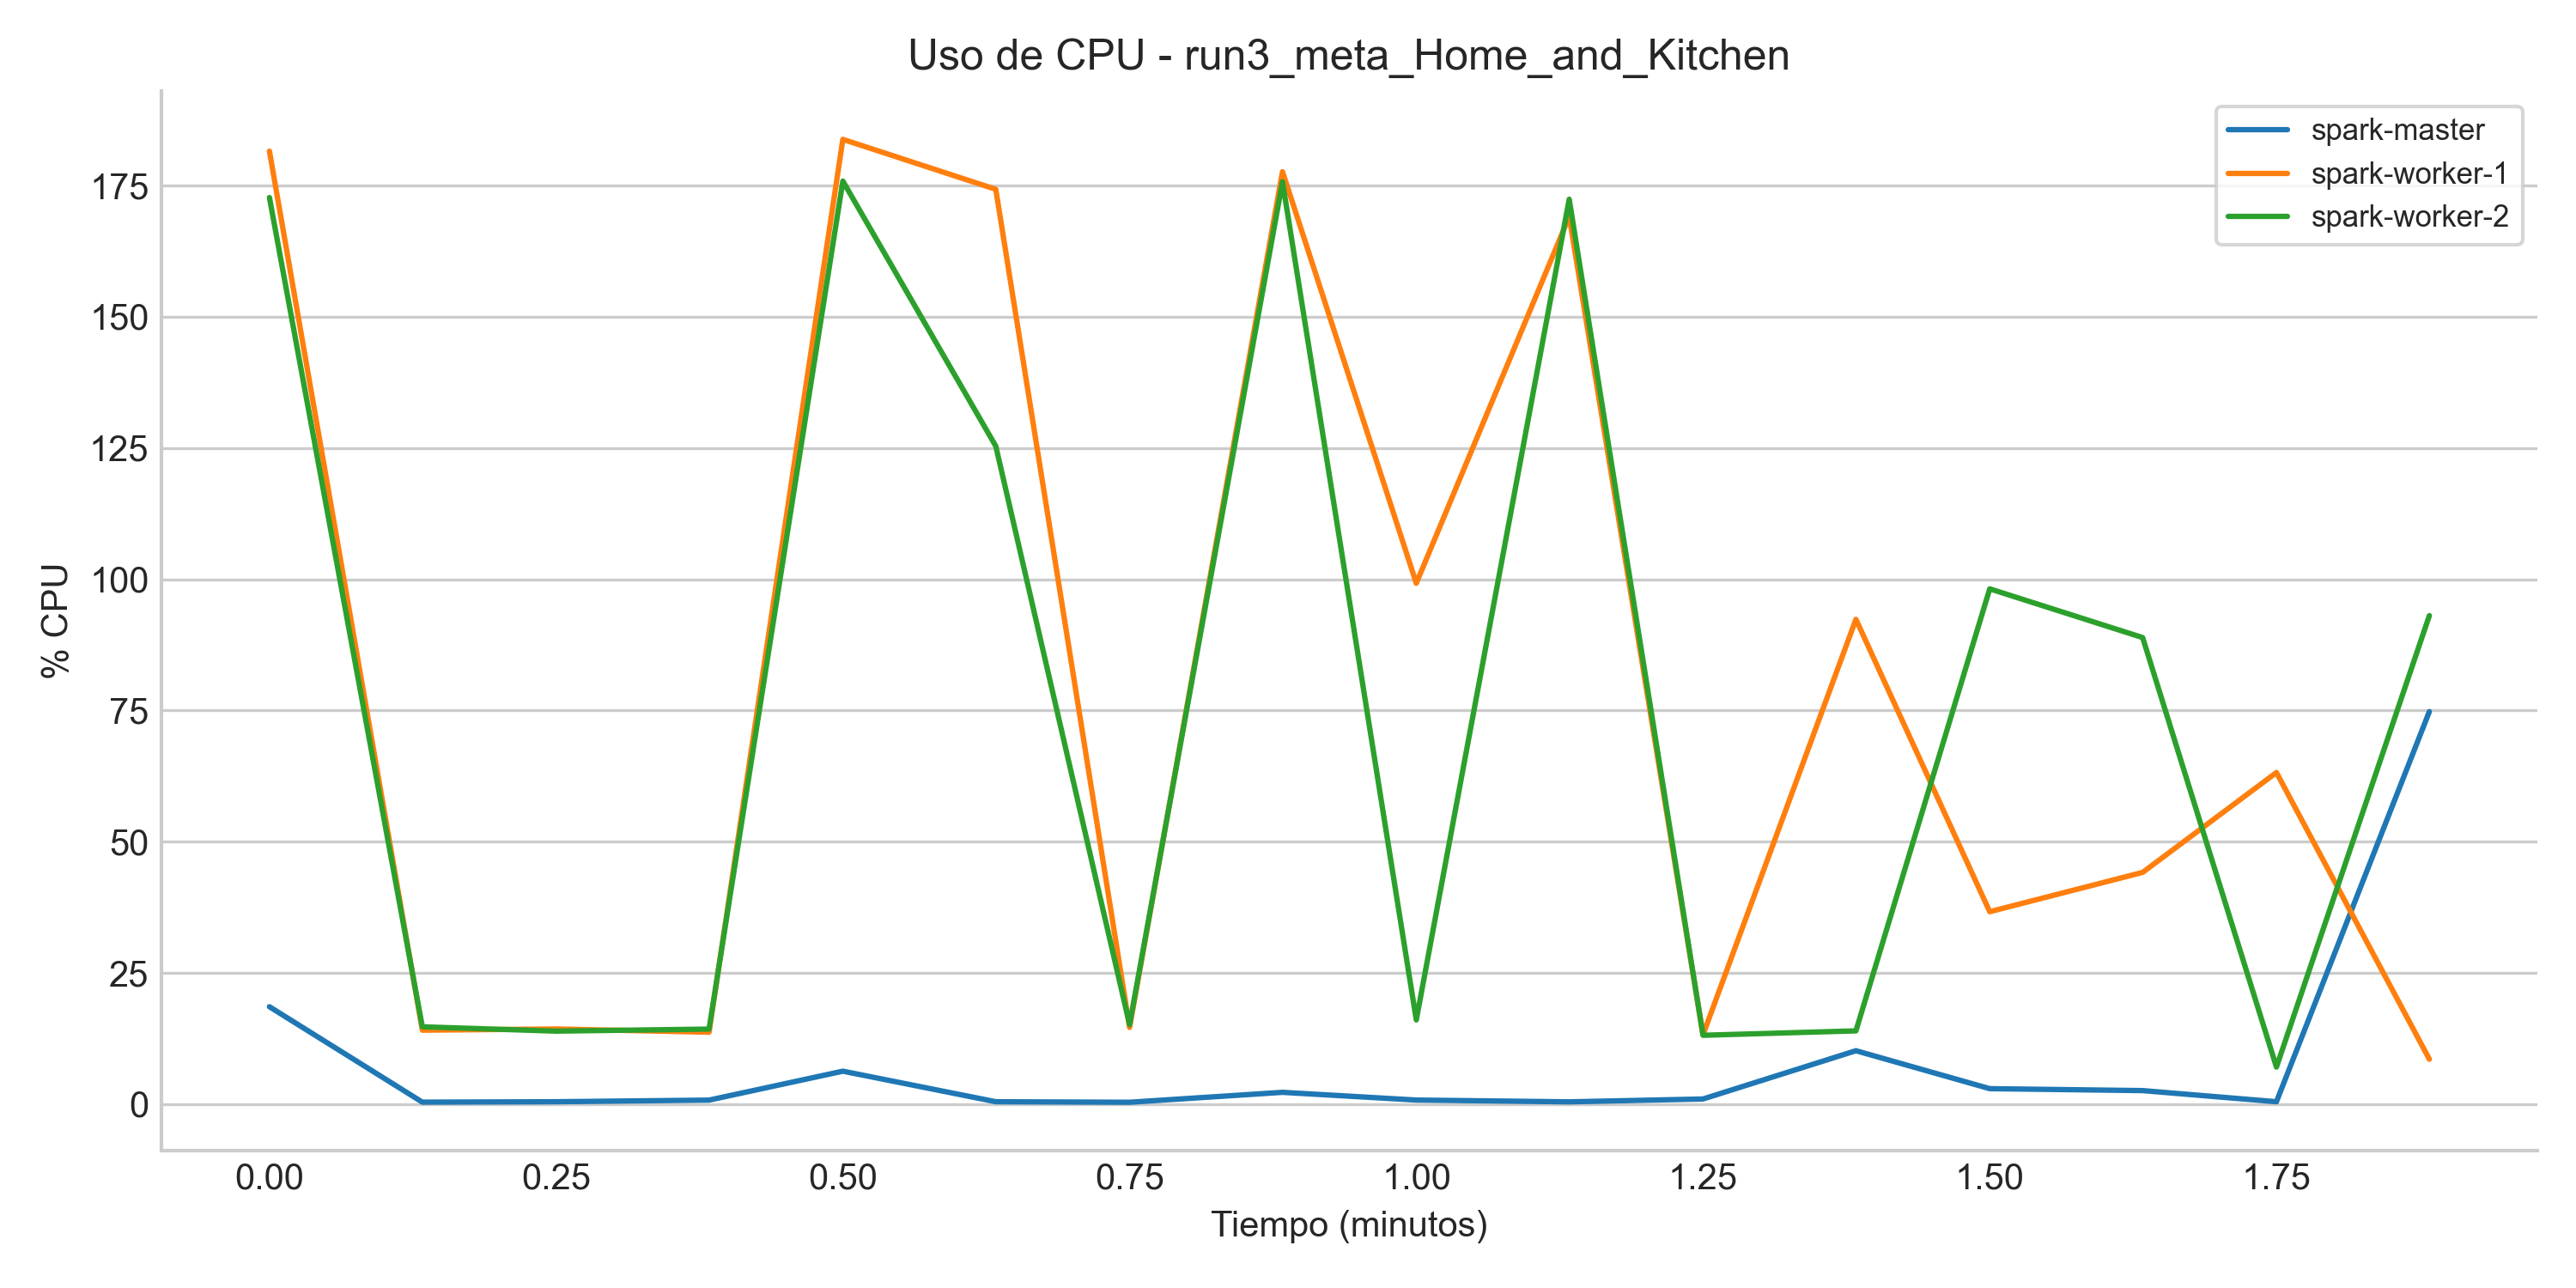 Uso de CPU - run3_meta_Home_and_Kitchen
spark-master
spark-worker-1
spark-worker-2
% CPU
175
150
125
100
75
50
25
0
0.00 0.25 0.50 0.75 1.00 1.25 1.50 1.75
Tiempo (minutos)